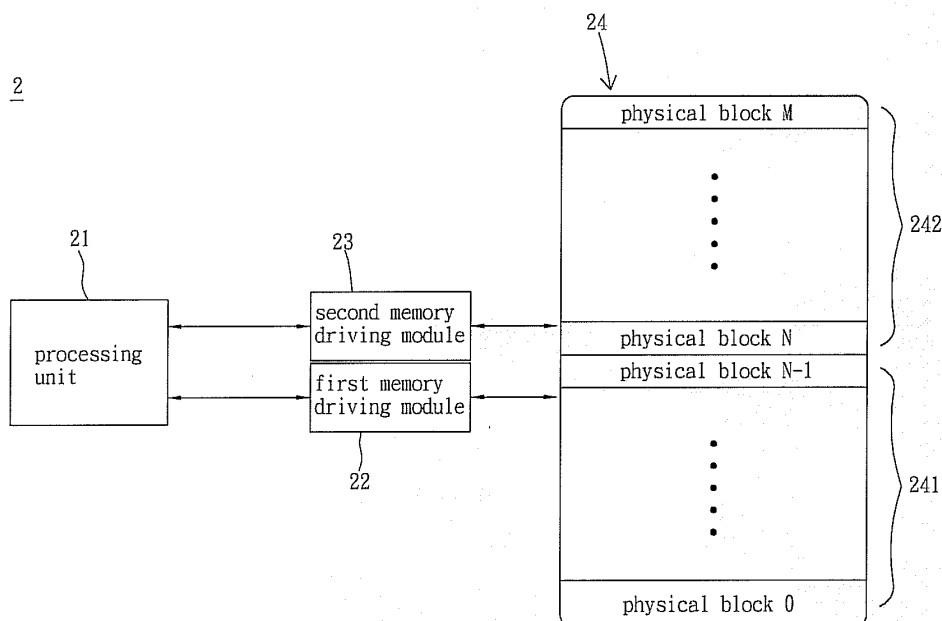 2
24
physical block M
242
21
23
second memory
driving module
processing
unit
physical block N
physical block N-1
first memory
driving module
22
241
physical block 0